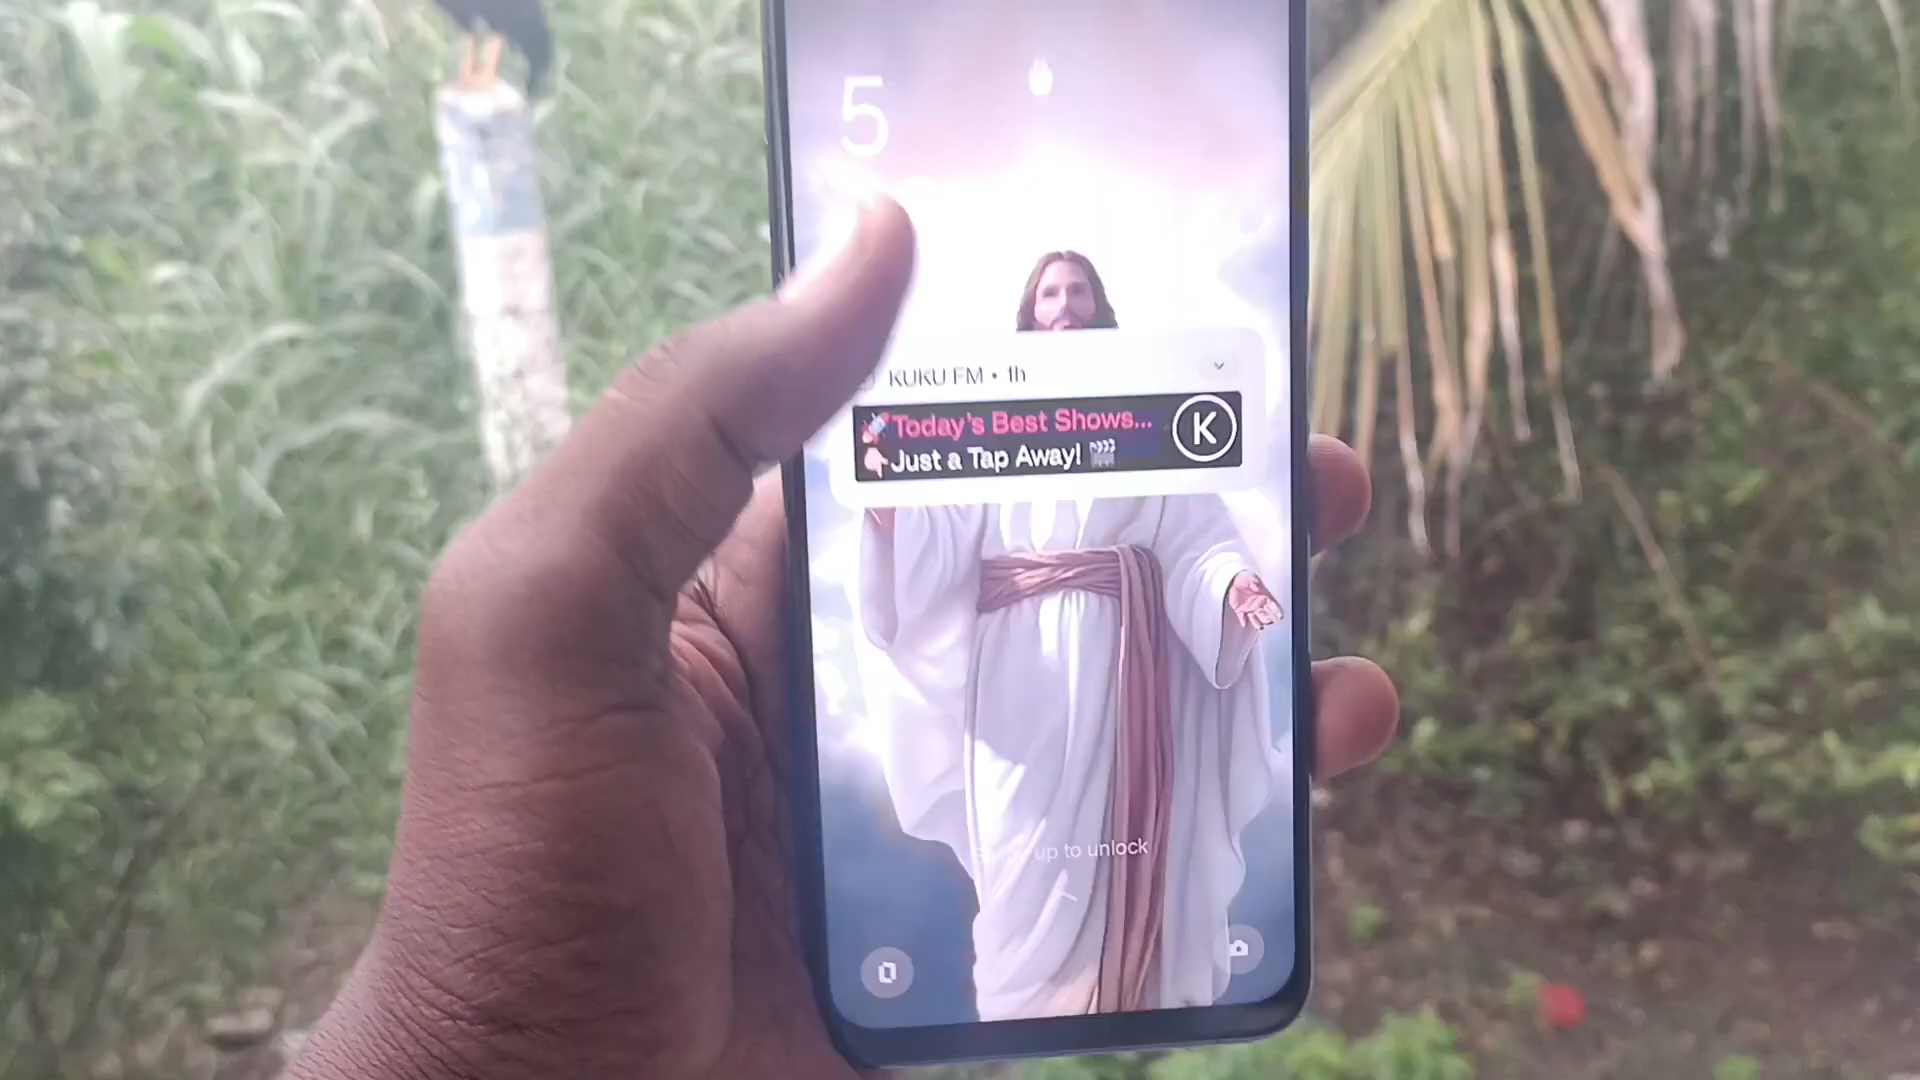 5
KUKU FM • 1h
🚀Today's Best Shows...
👇Just a Tap Away! 🎬
K
up to unlock